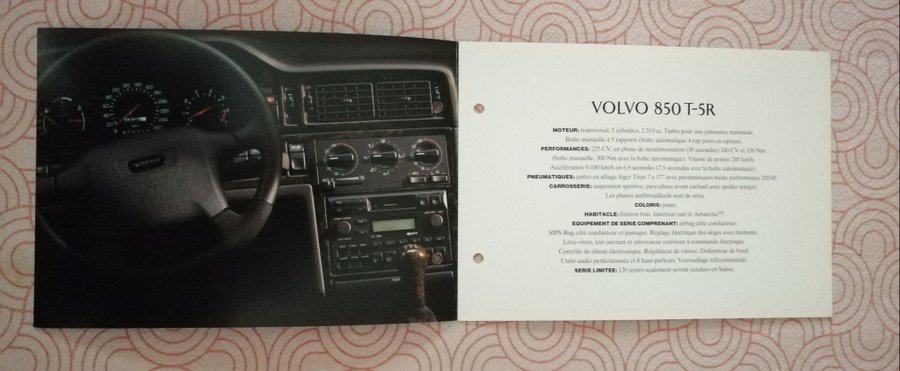 VOLVO
VOLVO 850 T-5R
MOTEUR: transversal, 5 cylindres, 2,319 cc. Turbo pour une puissance maximale.
Boîte manuelle à 5 rapports (boîte automatique 4 rap ports en option).
PERFORMANCES: 225 CV, en phase de suralimentation (30 secondes) 240 CV et 330 Nm
(boîte manuelle, 300 Nm avec la boîte automatique). Vitesse de pointe 245 km/h.
Accélération 0-100 km/h en 6,9 secondes (7,5 secondes avec la boîte automatique).
PNEUMATIQUES: jantes en alliage léger Titan 7 x 17" avec pneumatiques haute performance 205/45.
CARROSSERIE: suspension sportive, pare-chocs avant exclusif avec spoiler intégré.
Les phares antibrouillards sont de série.
COLORIS: jaune.
HABITACLE: finition bois. Intérieur cuir et Amaretta™.
EQUIPEMENT DE SERIE COMPRENANT: airbag côté conducteur,
SIPS-Bag côté conducteur et passager. Réglage électrique des sièges avec mémoire.
Lève-vitres, toit ouvrant et rétroviseur extérieur à commande électrique.
Contrôle de climat électronique. Régulateur de vitesse. Ordinateur de bord.
Unité audio perfectionnée et 8 haut-parleurs. Verrouillage télécommande.
SERIE LIMITEE: 120 unités seulement seront vendues en Suisse.